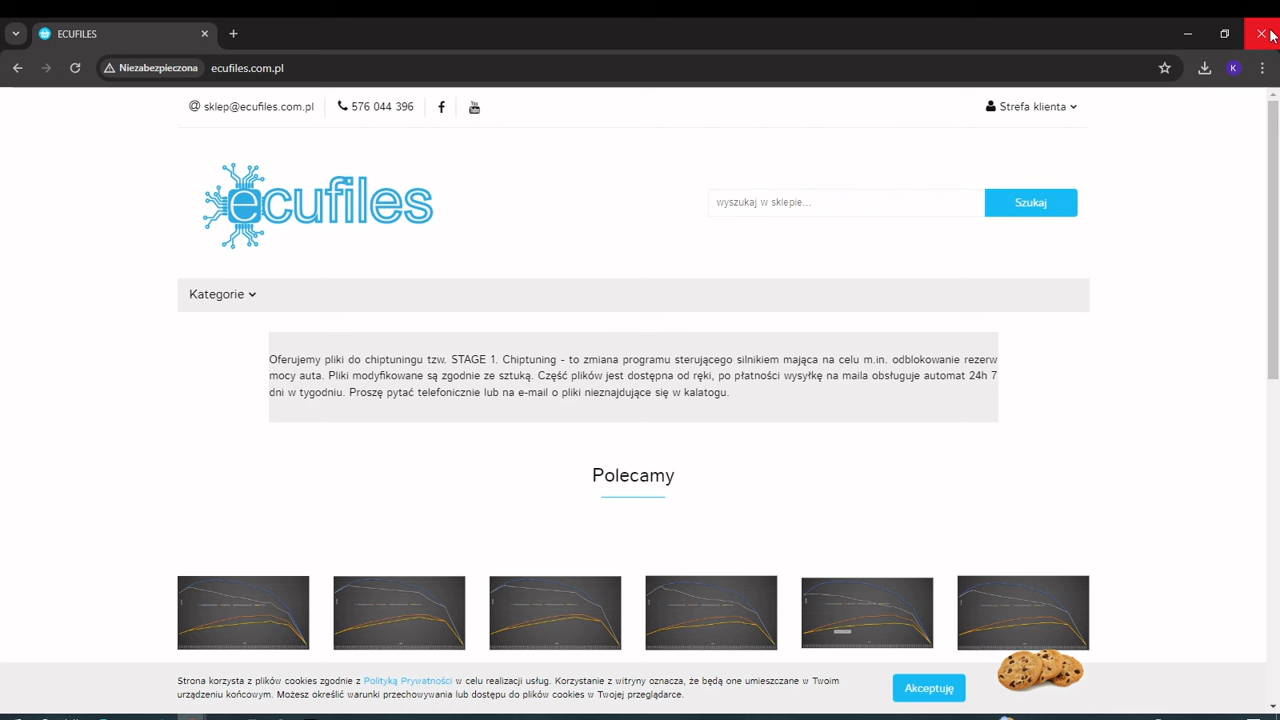 ECUFILES
Niezabezpieczona
ecufiles.com.pl
K
sklep@ecufiles.com.pl
576 044 396
Strefa klienta
ecufiles
wyszukaj w sklepie...
Szukaj
Kategorie
Oferujemy pliki do chiptuningu tzw. STAGE 1. Chiptuning - to zmiana programu sterującego silnikiem mająca na celu m.in. odblokowanie rezerw
mocy auta. Pliki modyfikowane są zgodnie ze sztuką. Część plików jest dostępna od ręki, po płatności wysyłkę na maila obsługuje automat 24h 7
dni w tygodniu. Proszę pytać telefonicznie lub na e-mail o pliki nieznajdujące się w kalatogu.
Polecamy
Strona korzysta z plików cookies zgodnie z Polityką Prywatności w celu realizacji usług. Korzystanie z witryny oznacza, że będą one umieszczane w Twoim
urządzeniu końcowym. Możesz określić warunki przechowywania lub dostępu do plików cookies w Twojej przeglądarce.
Akceptuję